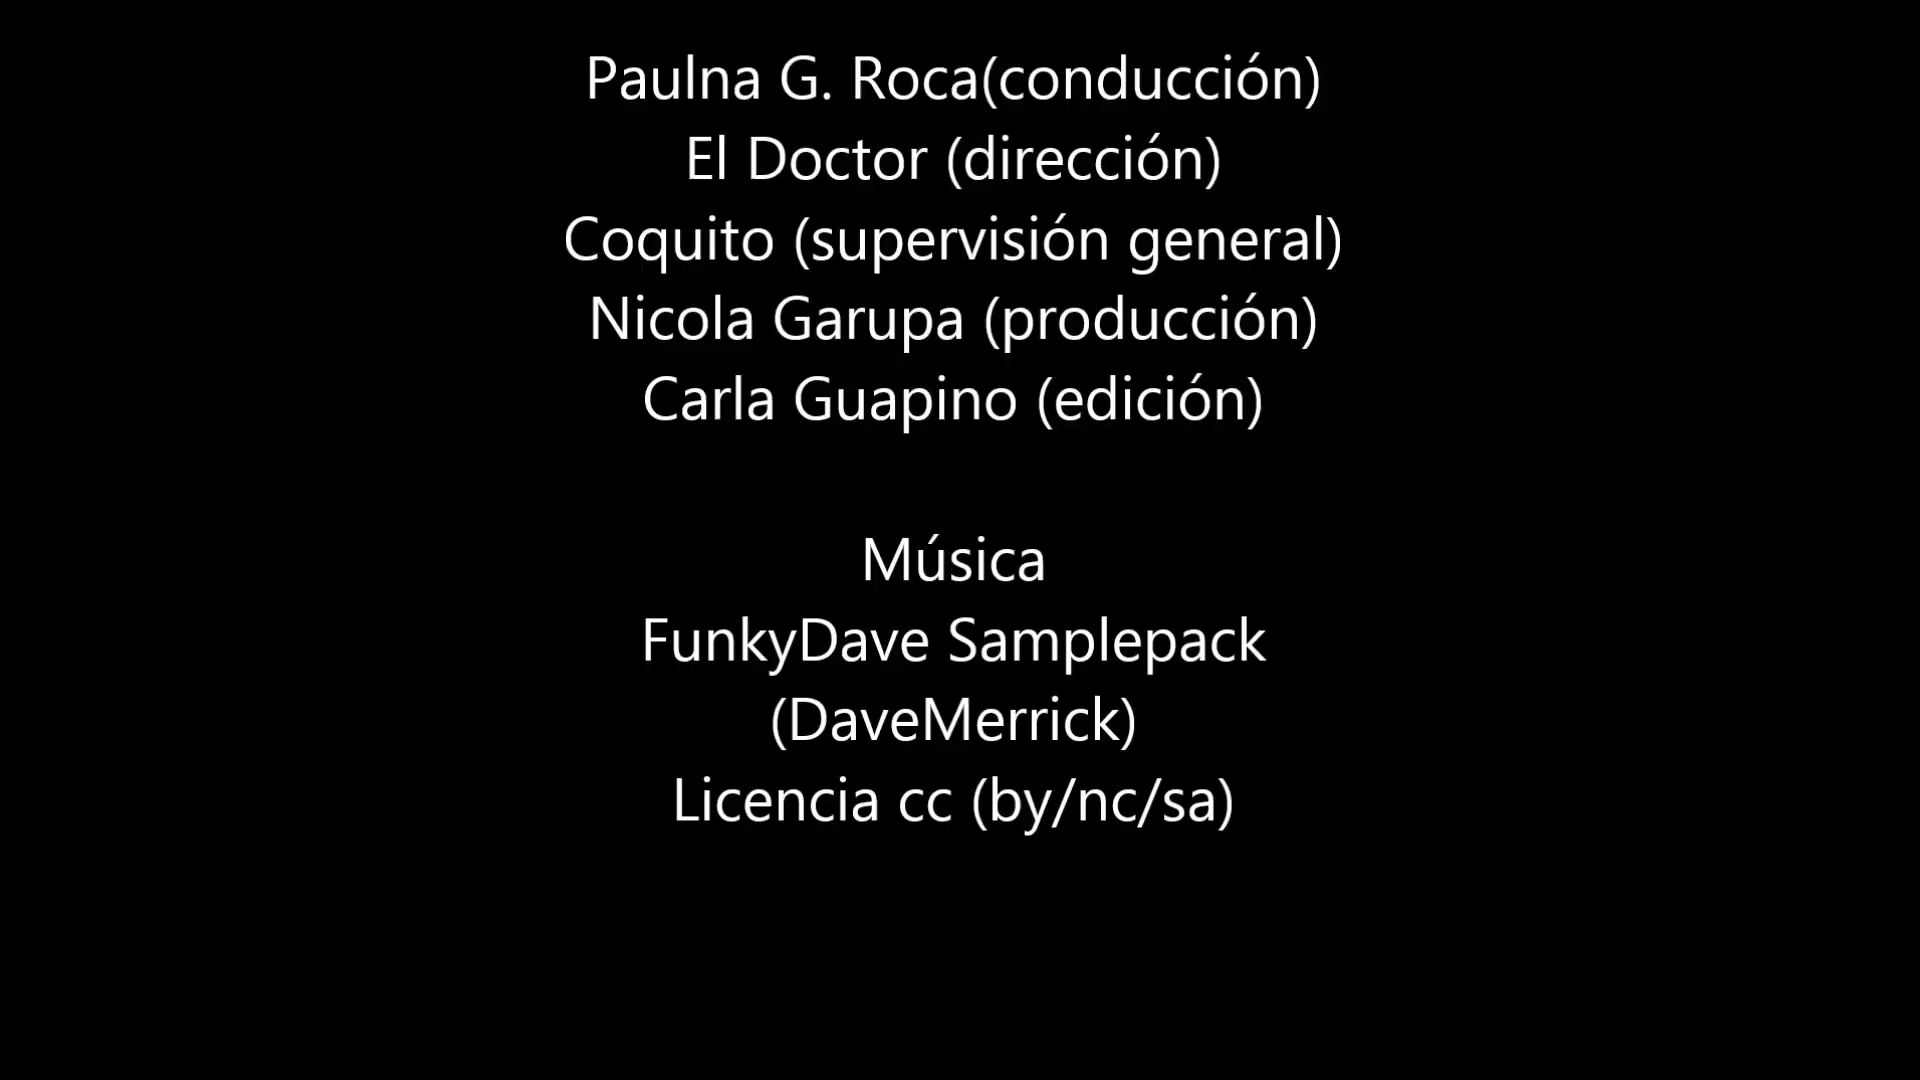 Paulna G. Roca(conducción)
El Doctor (dirección)
Coquito (supervisión general)
Nicola Garupa (producción)
Carla Guapino (edición)
Música
FunkyDave Samplepack
(DaveMerrick)
Licencia cc (by/nc/sa)